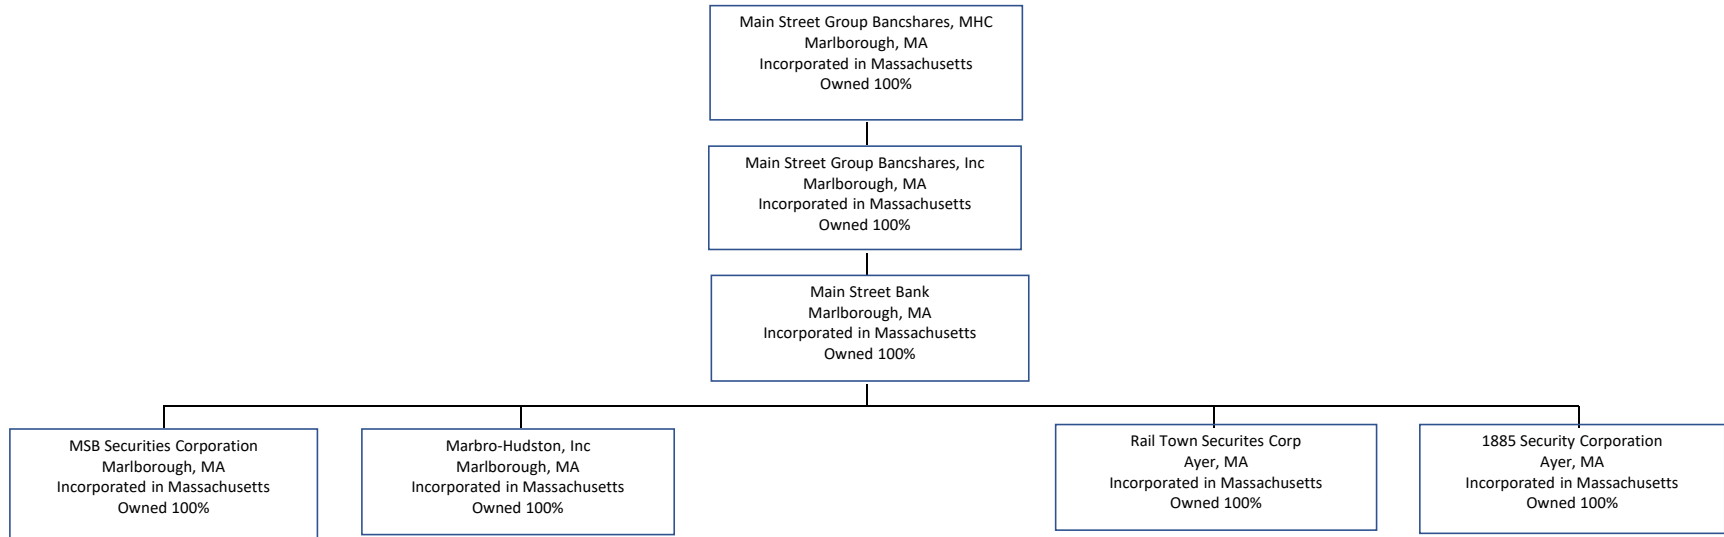 Main Street Group Bancshares, MHC
Marlborough, MA
Incorporated in Massachusetts
Owned 100%
Main Street Group Bancshares, Inc
Marlborough, MA
Incorporated in Massachusetts
Owned 100%
Main Street Bank
Marlborough, MA
Incorporated in Massachusetts
Owned 100%
MSB Securities Corporation
Marlborough, MA
Incorporated in Massachusetts
Owned 100%
Marbro-Hudston, Inc
Marlborough, MA
Incorporated in Massachusetts
Owned 100%
Rail Town Securites Corp
Ayer, MA
Incorporated in Massachusetts
Owned 100%
1885 Security Corporation
Ayer, MA
Incorporated in Massachusetts
Owned 100%